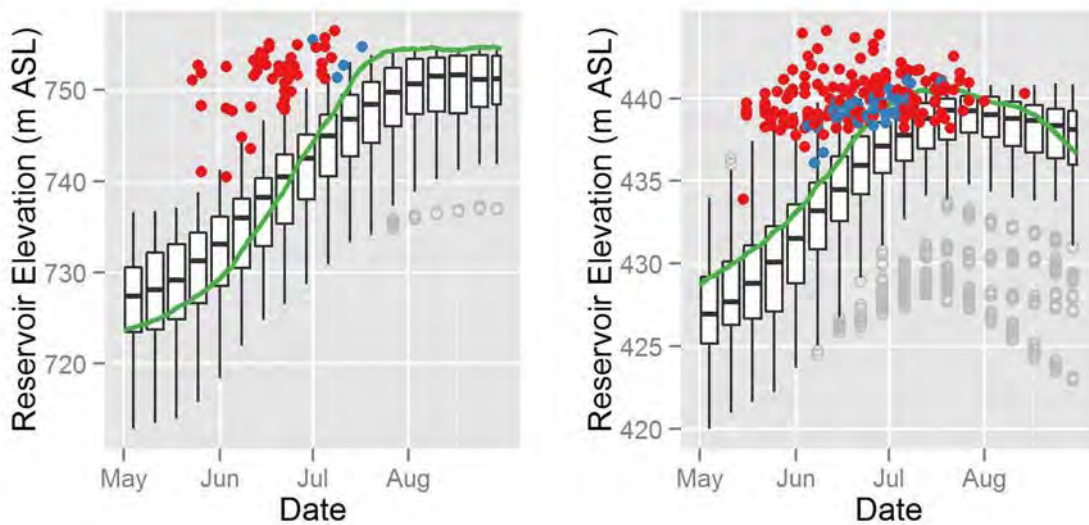 Reservoir Elevation (m ASL)
750
740
730
720
May
Jun
Jul
Aug
Date
Reservoir Elevation (m ASL)
440
435
430
425
420
May
Jun
Jul
Aug
Date